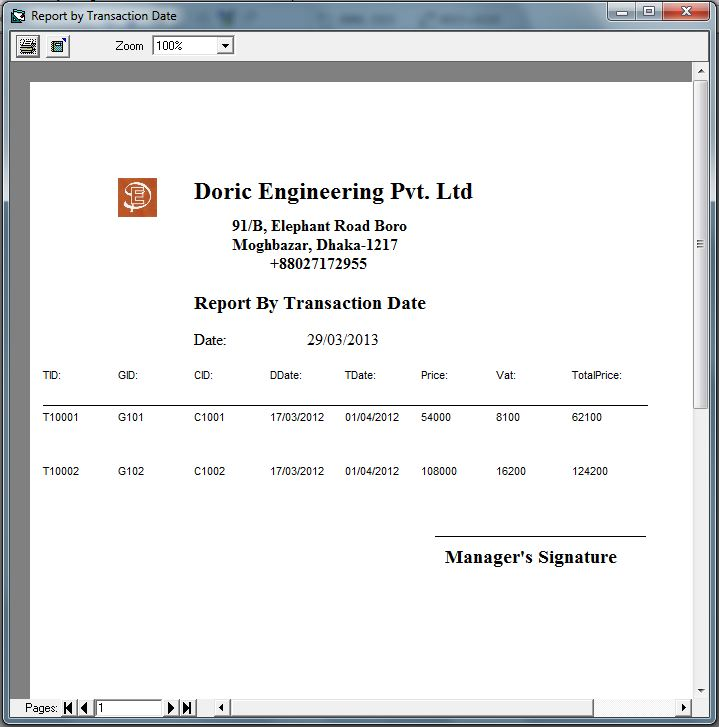 Report by Transaction Date
Zoom 100%
Doric Engineering Pvt. Ltd
91/B, Elephant Road Boro
Moghbazar, Dhaka-1217
+88027172955
Report By Transaction Date
Date: 29/03/2013
TID: GID: CID: DDate: TDate: Price: Vat: TotalPrice:
T10001 G101 C1001 17/03/2012 01/04/2012 54000 8100 62100
T10002 G102 C1002 17/03/2012 01/04/2012 108000 16200 124200
Manager's Signature
Pages: 1